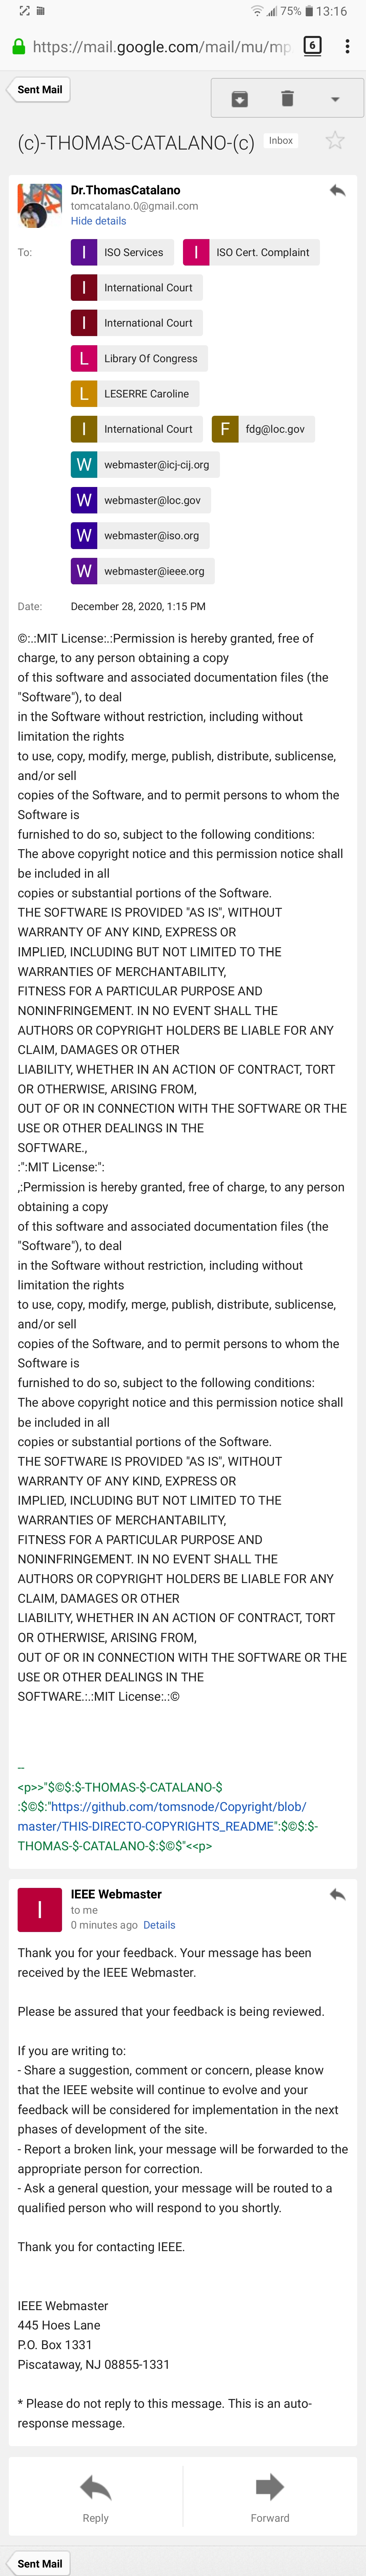 75% 13:16
https://mail.google.com/mail/mu/mp 6
Sent Mail
(c)-THOMAS-CATALANO-(c) Inbox
Dr.ThomasCatalano
tomcatalano.0@gmail.com
Hide details
To: I ISO Services I ISO Cert. Complaint
I International Court
I International Court
L Library Of Congress
L LESERRE Caroline
I International Court F fdg@loc.gov
W webmaster@icj-cij.org
W webmaster@loc.gov
W webmaster@iso.org
W webmaster@ieee.org
Date: December 28, 2020, 1:15 PM
©:.:MIT License:.:Permission is hereby granted, free of
charge, to any person obtaining a copy
of this software and associated documentation files (the
"Software"), to deal
in the Software without restriction, including without
limitation the rights
to use, copy, modify, merge, publish, distribute, sublicense,
and/or sell
copies of the Software, and to permit persons to whom the
Software is
furnished to do so, subject to the following conditions:
The above copyright notice and this permission notice shall
be included in all
copies or substantial portions of the Software.
THE SOFTWARE IS PROVIDED "AS IS", WITHOUT
WARRANTY OF ANY KIND, EXPRESS OR
IMPLIED, INCLUDING BUT NOT LIMITED TO THE
WARRANTIES OF MERCHANTABILITY,
FITNESS FOR A PARTICULAR PURPOSE AND
NONINFRINGEMENT. IN NO EVENT SHALL THE
AUTHORS OR COPYRIGHT HOLDERS BE LIABLE FOR ANY
CLAIM, DAMAGES OR OTHER
LIABILITY, WHETHER IN AN ACTION OF CONTRACT, TORT
OR OTHERWISE, ARISING FROM,
OUT OF OR IN CONNECTION WITH THE SOFTWARE OR THE
USE OR OTHER DEALINGS IN THE
SOFTWARE.,
:":MIT License:":
,:Permission is hereby granted, free of charge, to any person
obtaining a copy
of this software and associated documentation files (the
"Software"), to deal
in the Software without restriction, including without
limitation the rights
to use, copy, modify, merge, publish, distribute, sublicense,
and/or sell
copies of the Software, and to permit persons to whom the
Software is
furnished to do so, subject to the following conditions:
The above copyright notice and this permission notice shall
be included in all
copies or substantial portions of the Software.
THE SOFTWARE IS PROVIDED "AS IS", WITHOUT
WARRANTY OF ANY KIND, EXPRESS OR
IMPLIED, INCLUDING BUT NOT LIMITED TO THE
WARRANTIES OF MERCHANTABILITY,
FITNESS FOR A PARTICULAR PURPOSE AND
NONINFRINGEMENT. IN NO EVENT SHALL THE
AUTHORS OR COPYRIGHT HOLDERS BE LIABLE FOR ANY
CLAIM, DAMAGES OR OTHER
LIABILITY, WHETHER IN AN ACTION OF CONTRACT, TORT
OR OTHERWISE, ARISING FROM,
OUT OF OR IN CONNECTION WITH THE SOFTWARE OR THE
USE OR OTHER DEALINGS IN THE
SOFTWARE.:.:MIT License:.:©
--
<p>>"$©$:$-THOMAS-$-CATALANO-$
:$©$:"https://github.com/tomsnode/Copyright/blob/
master/THIS-DIRECTO-COPYRIGHTS_README":$©$:$-
THOMAS-$-CATALANO-$:$©$"<<p>
I IEEE Webmaster
to me
0 minutes ago Details
Thank you for your feedback. Your message has been
received by the IEEE Webmaster.
Please be assured that your feedback is being reviewed.
If you are writing to:
- Share a suggestion, comment or concern, please know
that the IEEE website will continue to evolve and your
feedback will be considered for implementation in the next
phases of development of the site.
- Report a broken link, your message will be forwarded to the
appropriate person for correction.
- Ask a general question, your message will be routed to a
qualified person who will respond to you shortly.
Thank you for contacting IEEE.
IEEE Webmaster
445 Hoes Lane
P.O. Box 1331
Piscataway, NJ 08855-1331
* Please do not reply to this message. This is an auto-
response message.
Reply Forward
Sent Mail